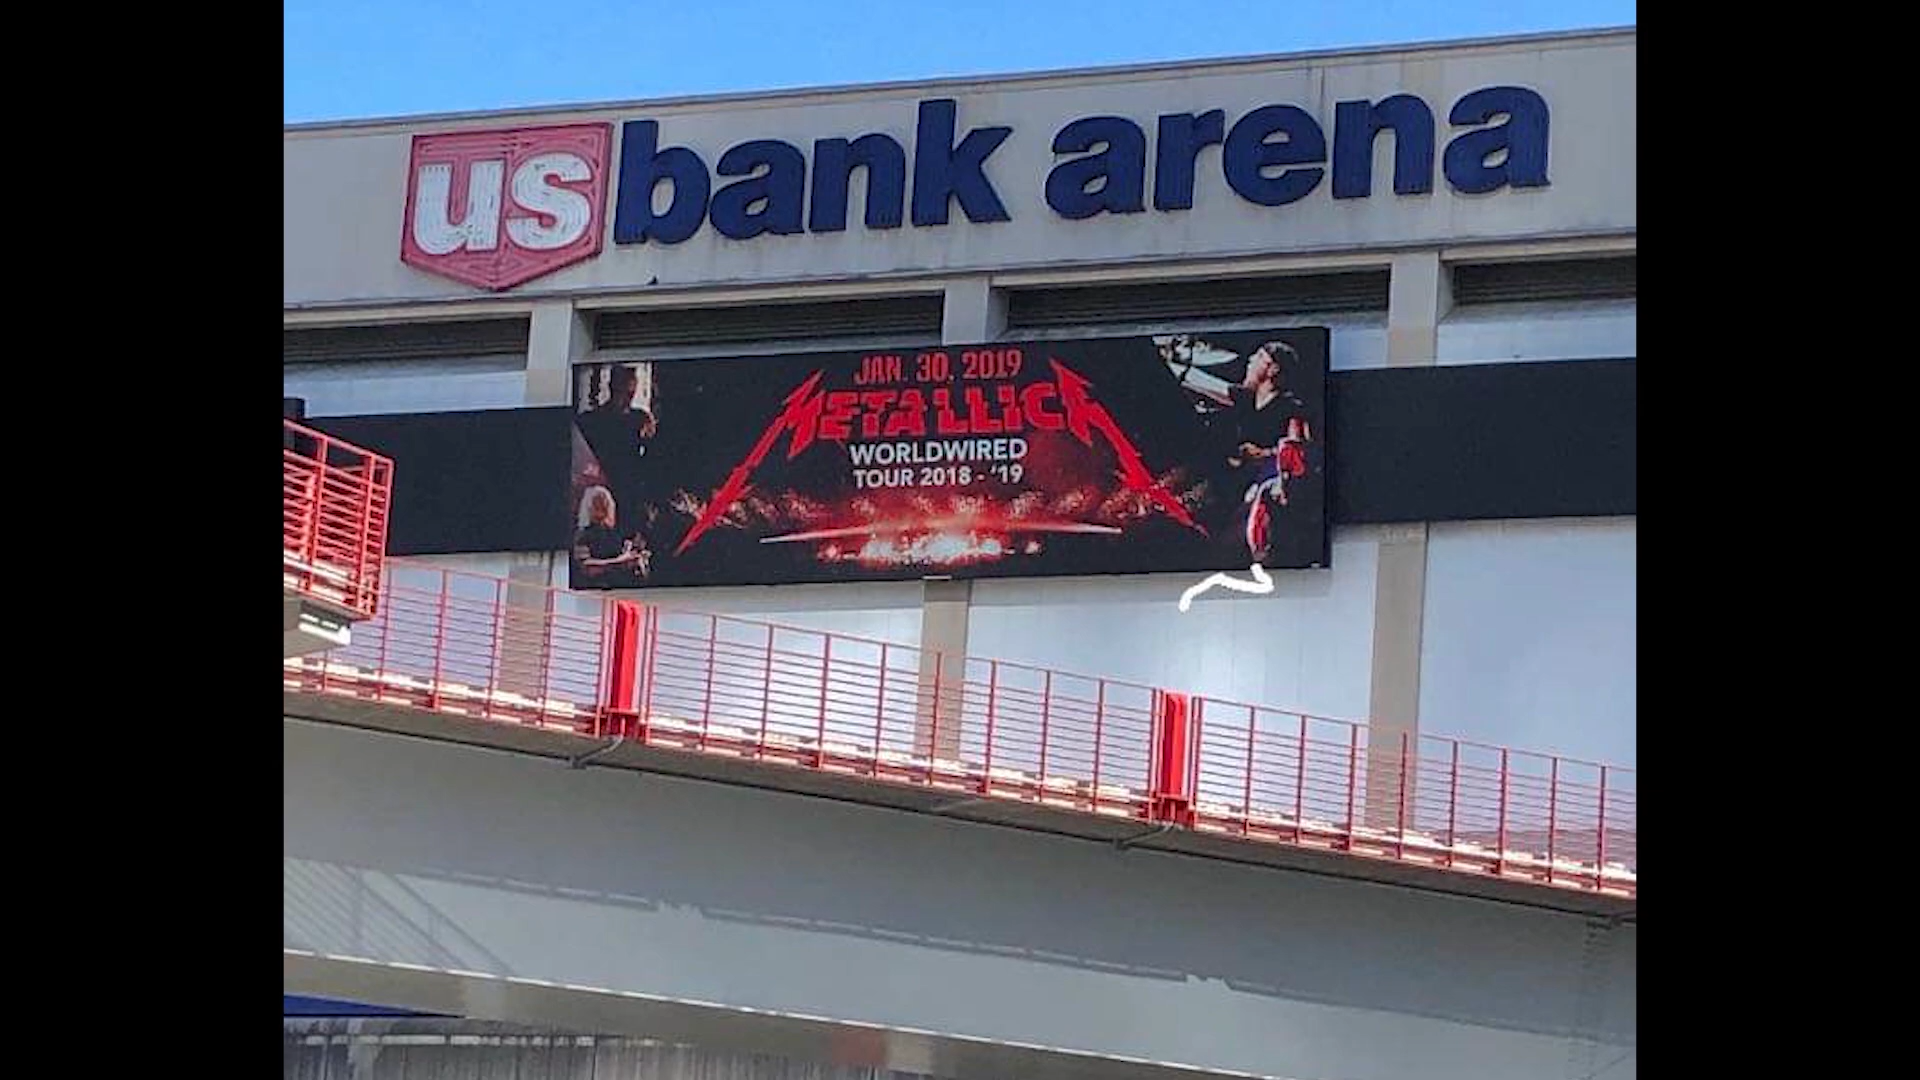 us bank arena
JAN. 30, 2019
METALLICA
WORLDWIRED
TOUR 2018 - '19